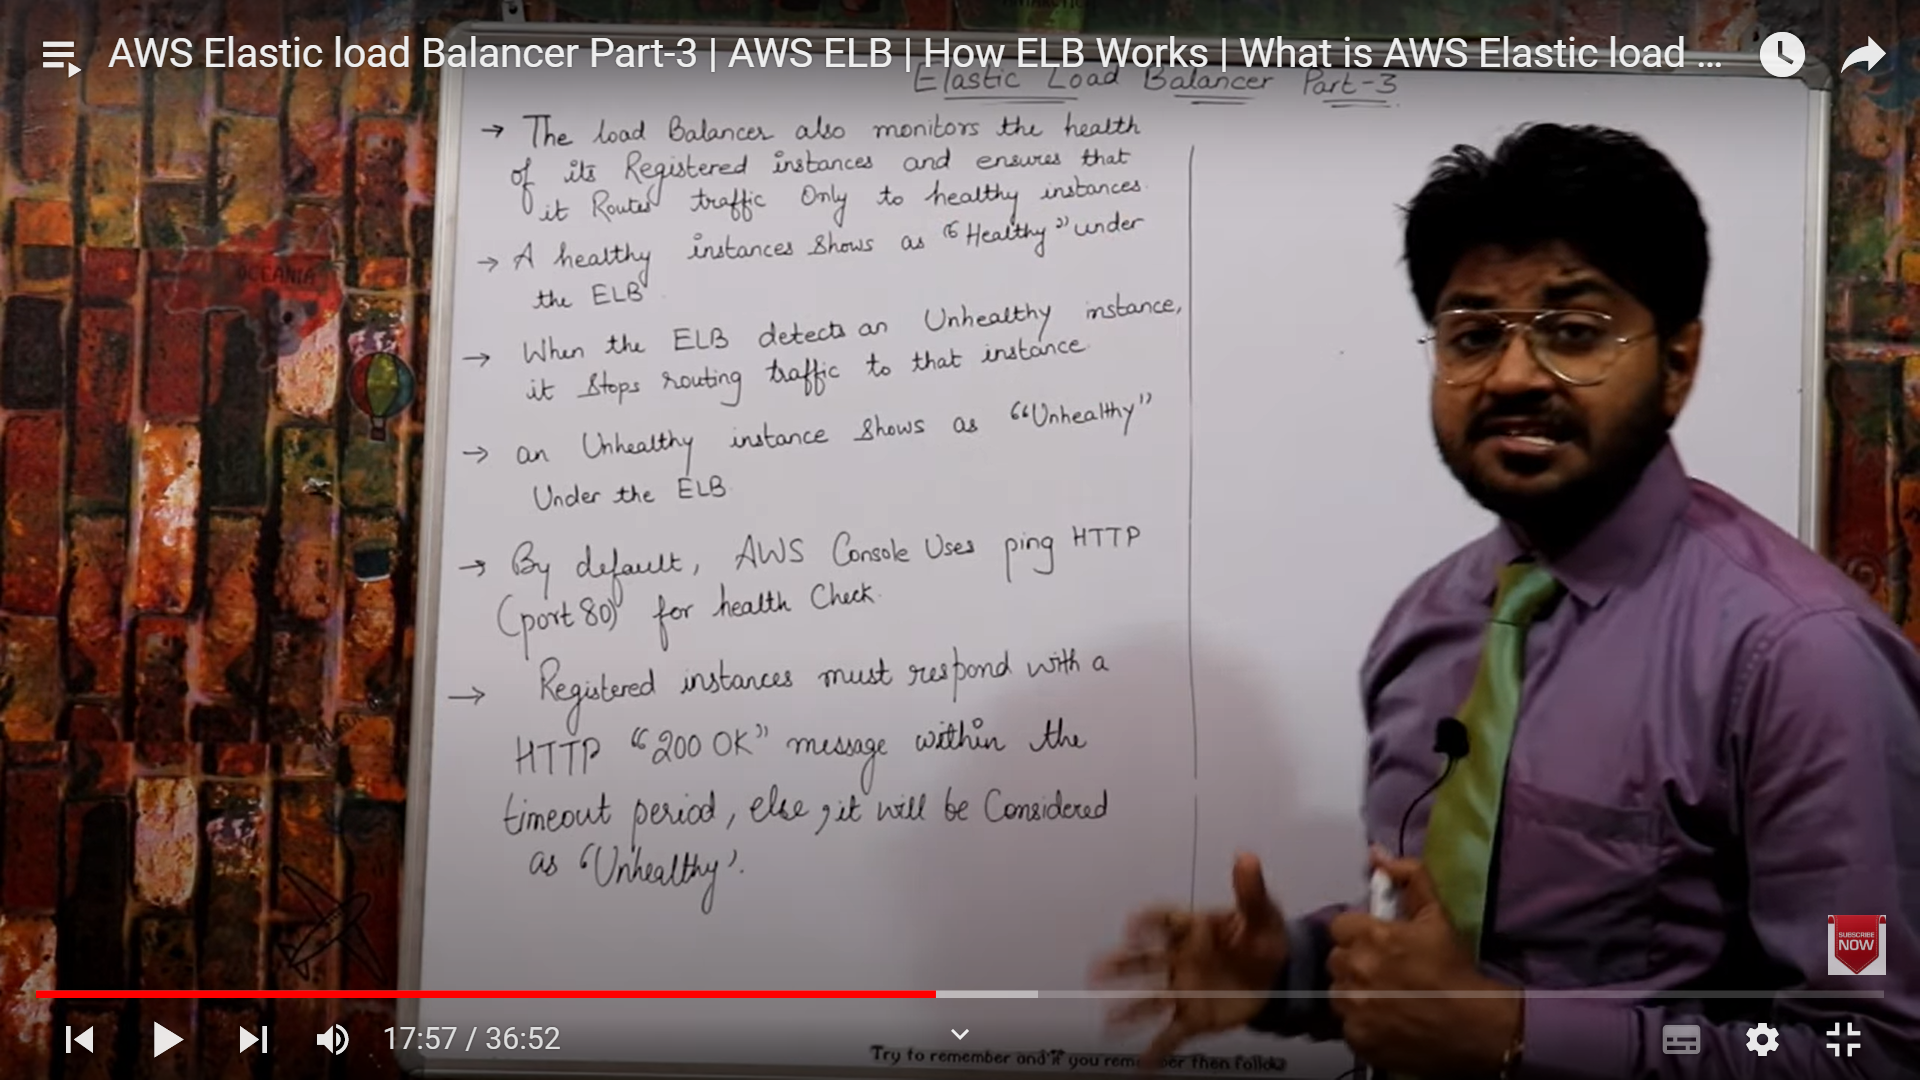 AWS Elastic load Balancer Part-3 | AWS ELB | How ELB Works | What is AWS Elastic load ...
Elastic Load Balancer Part-3
→ The load Balancer also monitors the health
of its Registered instances and ensures that
it Routes traffic Only to healthy instances.
→ A healthy instances Shows as "Healthy" under
the ELB
→ When the ELB detects an Unhealthy instance,
it Stops routing traffic to that instance
→ an Unhealthy instance Shows as "Unhealthy"
Under the ELB.
→ By default, AWS Console Uses ping HTTP
(port 80) for health Check.
→ Registered instances must respond with a
HTTP "200 OK" message within the
timeout period, else, it will be Considered
as 'Unhealthy'.
OCEANIA
SUBSCRIBE
NOW
17:57 / 36:52
Try to remember and if you then